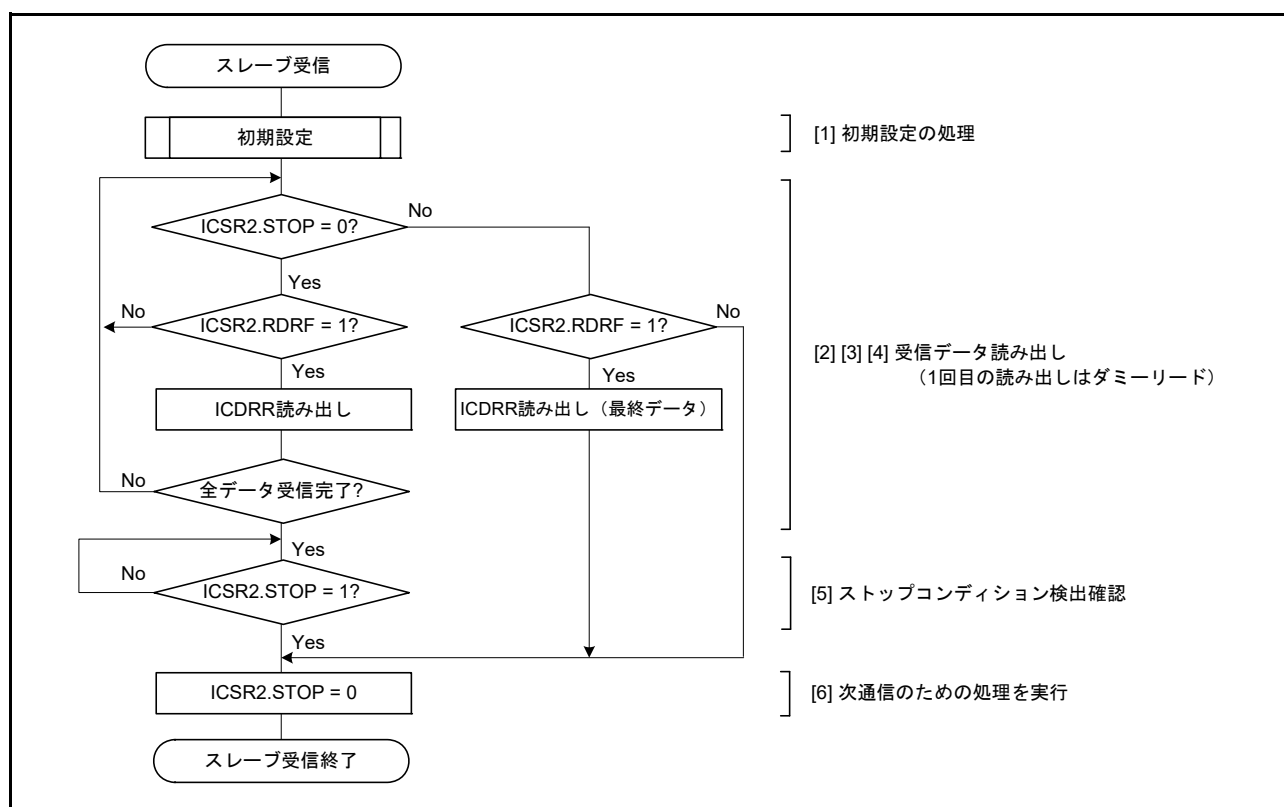 スレーブ受信
初期設定
[1] 初期設定の処理
ICSR2.STOP = 0?
No
Yes
No
ICSR2.RDRF = 1?
ICSR2.RDRF = 1?
No
[2] [3] [4] 受信データ読み出し
（1回目の読み出しはダミーリード）
Yes
Yes
ICDRR読み出し
ICDRR読み出し（最終データ）
No
全データ受信完了?
Yes
No
ICSR2.STOP = 1?
[5] ストップコンディション検出確認
Yes
ICSR2.STOP = 0
[6] 次通信のための処理を実行
スレーブ受信終了